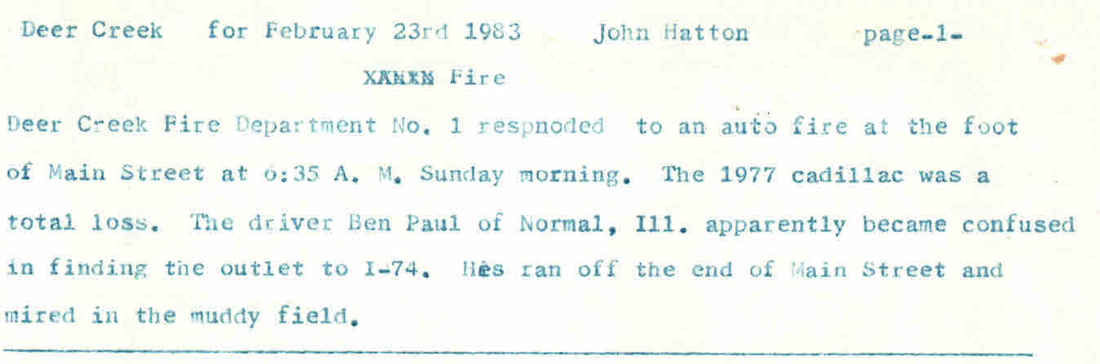 Deer Creek for February 23rd 1983 John Hatton page-1-
Fire
Deer Creek Fire Department No. 1 respnoded to an auto fire at the foot
of Main Street at 6:35 A. M. Sunday morning. The 1977 cadillac was a
total loss. The driver Ben Paul of Normal, Ill. apparently became confused
in finding the outlet to I-74. Hes ran off the end of Main Street and
mired in the muddy field.